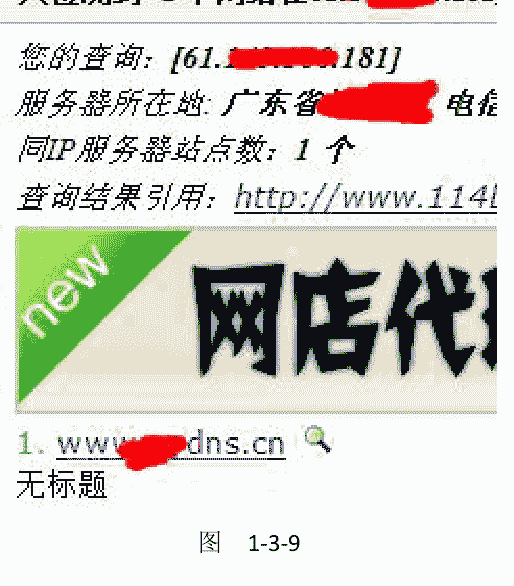 您的查询：[61. .181]
服务器所在地: 广东省 电信
同IP服务器站点数：1 个
查询结果引用：http://www.114
new
网店代
1. www dns.cn
无标题
图 1-3-9